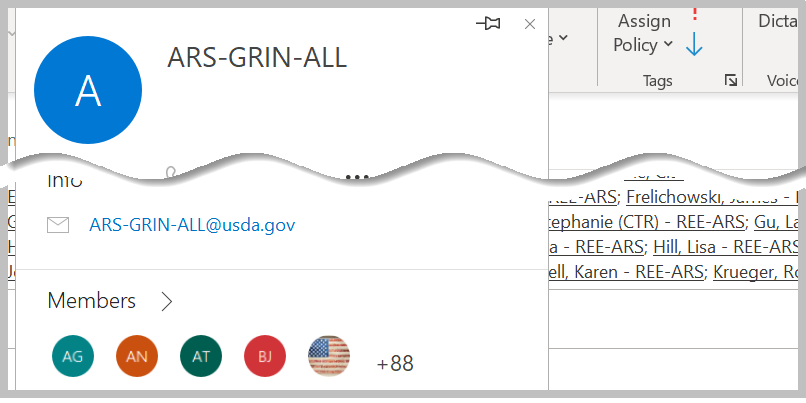 ARS-GRIN-ALL
A
Assign
Policy
Tags
Dicta
Voice
Info
ARS-GRIN-ALL@usda.gov
Members
AG AN AT BJ +88
REE-ARS; Frelichowski, James -
tephanie (CTR) - REE-ARS; Gu, La
a - REE-ARS; Hill, Lisa - REE-ARS
ell, Karen - REE-ARS; Krueger, Ro